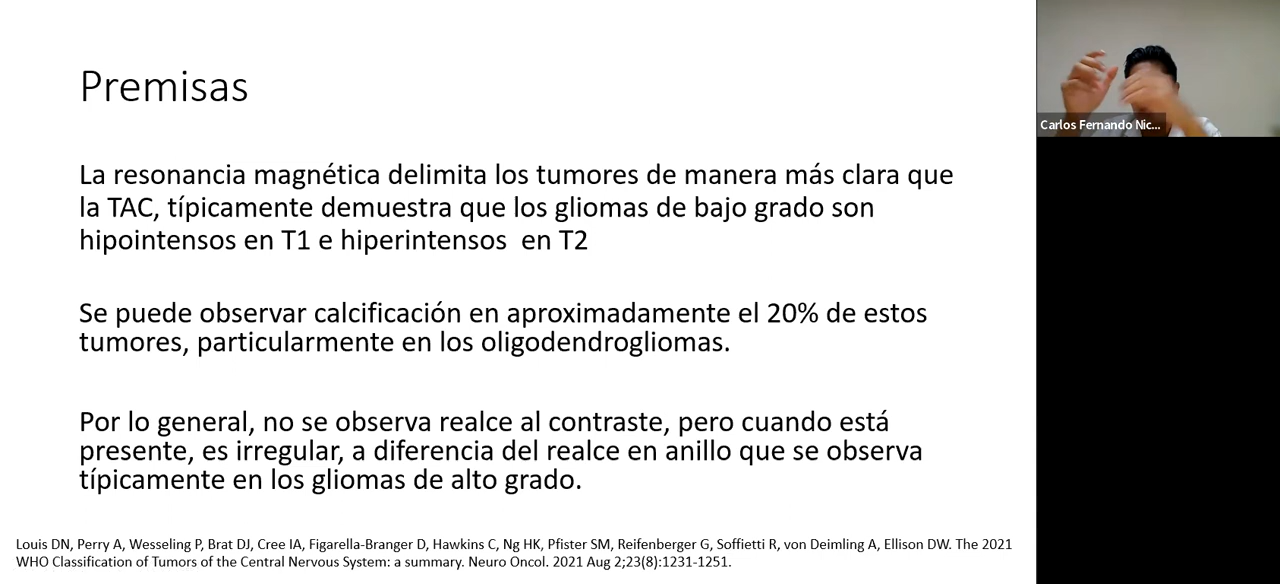 Premisas
La resonancia magnética delimita los tumores de manera más clara que
la TAC, típicamente demuestra que los gliomas de bajo grado son
hipointensos en T1 e hiperintensos  en T2
Se puede observar calcificación en aproximadamente el 20% de estos
tumores, particularmente en los oligodendrogliomas.
Por lo general, no se observa realce al contraste, pero cuando está
presente, es irregular, a diferencia del realce en anillo que se observa
típicamente en los gliomas de alto grado.
Louis DN, Perry A, Wesseling P, Brat DJ, Cree IA, Figarella-Branger D, Hawkins C, Ng HK, Pfister SM, Reifenberger G, Soffietti R, von Deimling A, Ellison DW. The 2021
WHO Classification of Tumors of the Central Nervous System: a summary. Neuro Oncol. 2021 Aug 2;23(8):1231-1251.
Carlos Fernando Nic...